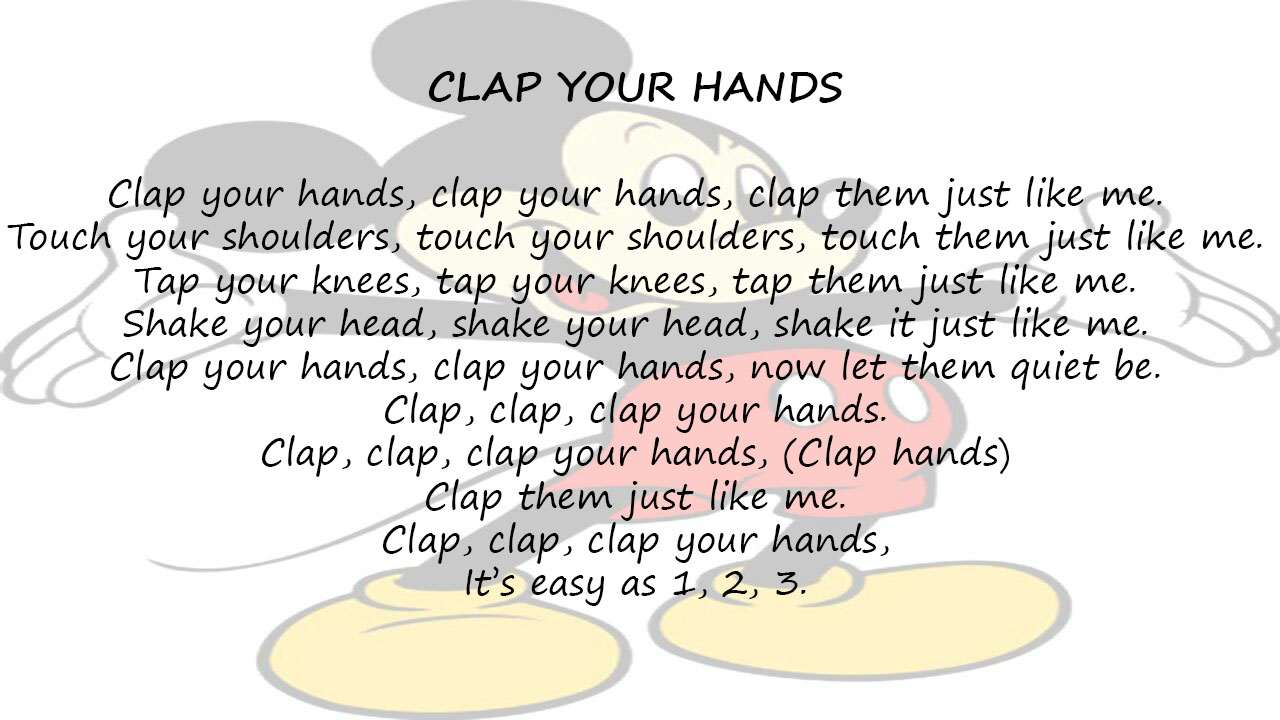 CLAP YOUR HANDS
Clap your hands, clap your hands, clap them just like me.
Touch your shoulders, touch your shoulders, touch them just like me.
Tap your knees, tap your knees, tap them just like me.
Shake your head, shake your head, shake it just like me.
Clap your hands, clap your hands, now let them quiet be.
Clap, clap, clap your hands.
Clap, clap, clap your hands, (Clap hands)
Clap them just like me.
Clap, clap, clap your hands,
It’s easy as 1, 2, 3.